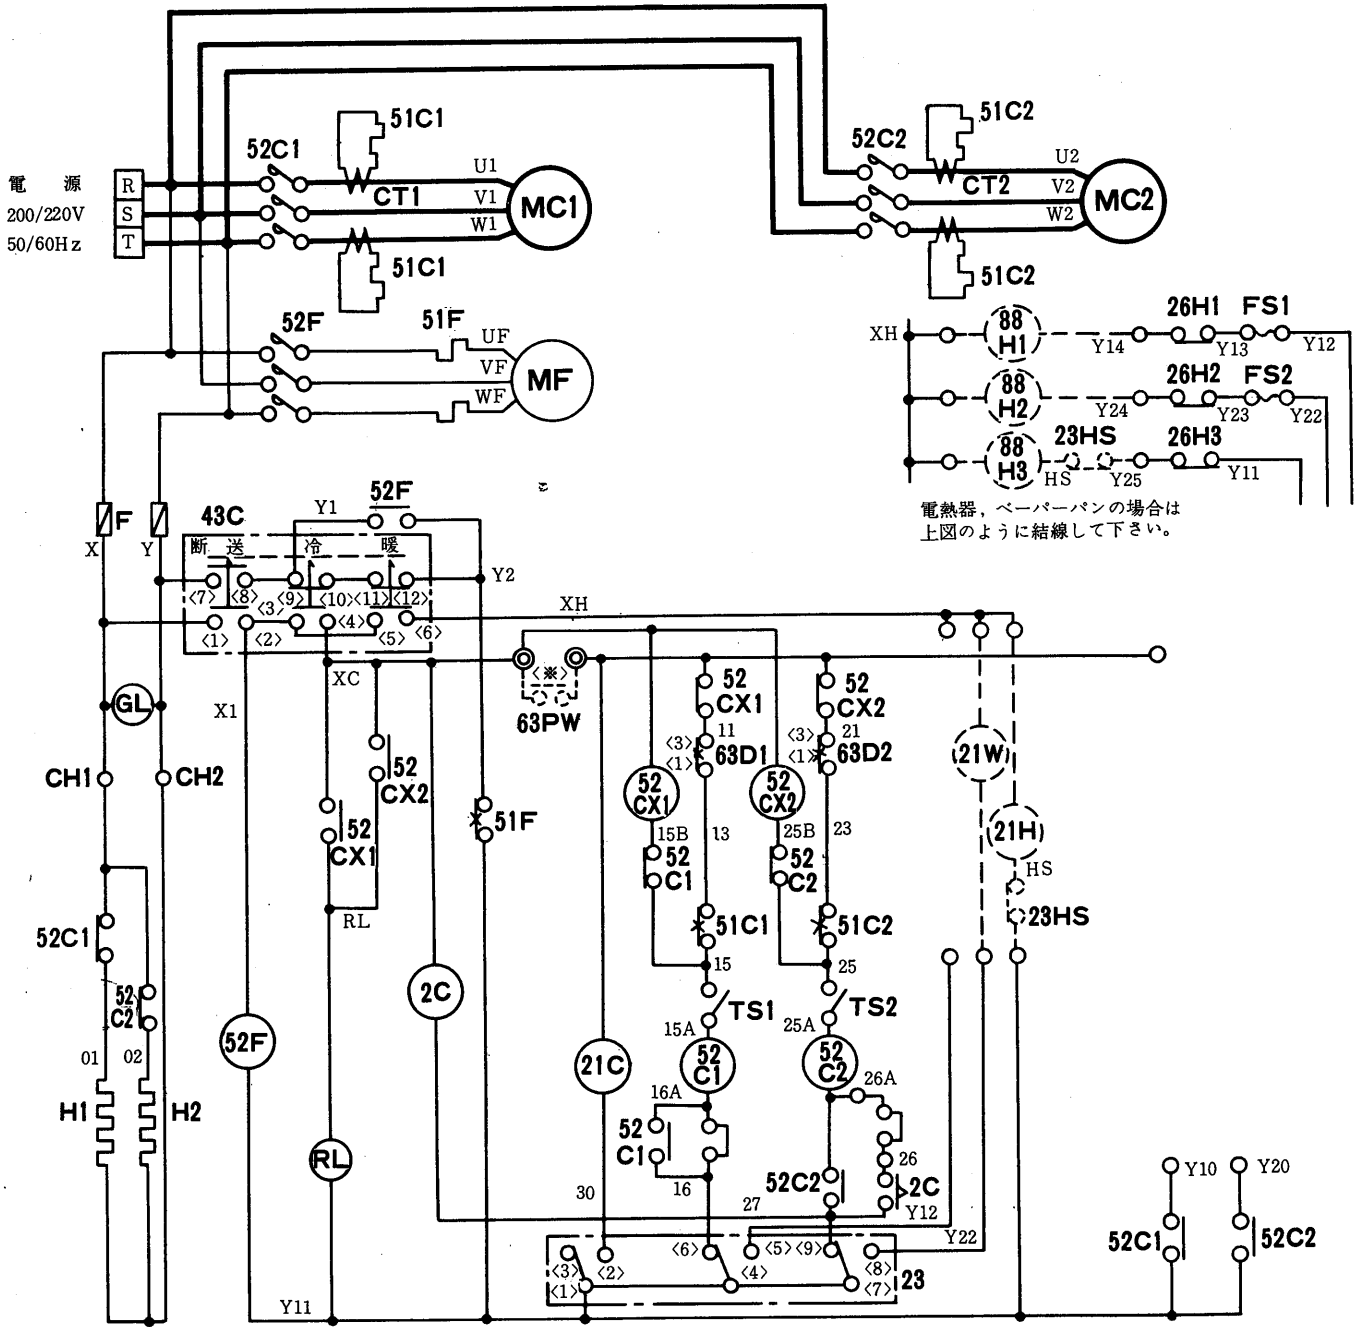 51C1
52C1
U1
電源
R
200/220V
S
50/60Hz
T
CT1
V1
MC1
W1
51C1
51C2
52C2
U2
CT2
V2
MC2
W2
51C2
52F
51F
UF
VF
MF
WF
XH
88
H1
Y14
26H1
FS1
Y13
Y12
88
H2
Y24
26H2
FS2
Y23
Y22
88
H3
23HS
HS
Y25
26H3
Y11
電熱器,ペーパーパンの場合は
上図のように結線して下さい。
F
X
Y
43C
Y1
52F
断 送 冷 暖
Y2
<7> <8> <9> <10> <11> <12>
<1> <2> <3> <4> <5> <6>
XH
XC
X1
GL
CH1
CH2
<※>
63PW
52
CX1
11
<3>
<1>
63D1
52
CX2
21
<3>
<1>
63D2
52
CX2
52
CX1
51F
52
CX1
15B
13
52
C1
52
CX2
25B
23
52
C2
21W
21H
HS
23HS
RL
52C1
52
C2
01
02
H1
H2
52F
RL
2C
51C1
15
TS1
15A
51C2
25
TS2
25A
21C
52
C1
16A
52
C1
16
52
C2
26A
26
52C2
2C
27
Y12
30
Y22
<3>
<1>
<2>
<6>
<4>
<5>
<9>
<8>
<7>
23
Y11
Y10
Y20
52C1
52C2